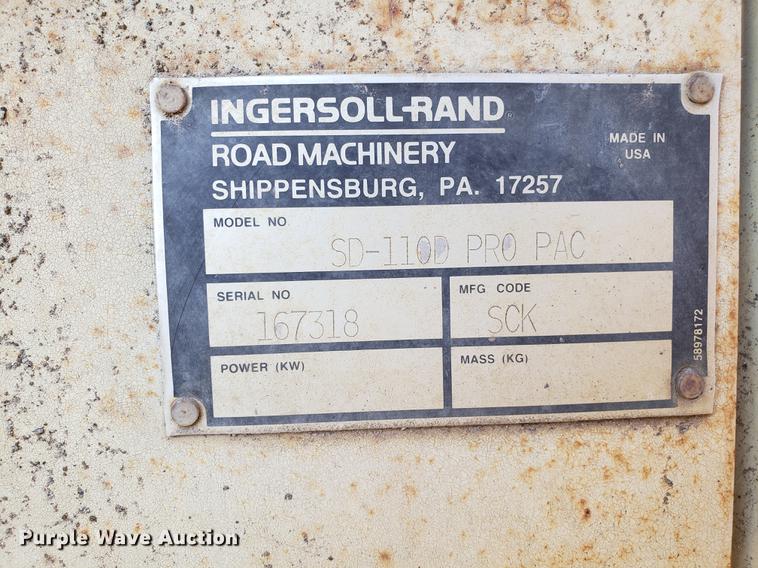 INGERSOLL-RAND®
ROAD MACHINERY
SHIPPENSBURG, PA. 17257
MADE IN
USA
MODEL NO
SD-110D PRO PAC
SERIAL NO
167318
MFG CODE
SCK
POWER (KW)
MASS (KG)
58978172
Purple Wave Auction